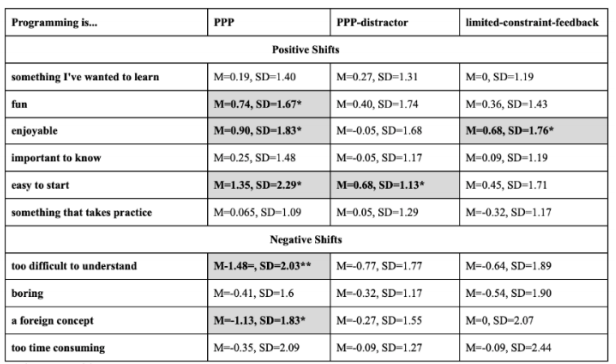 Programming is... PPP PPP-distractor limited-constraint-feedback
Positive Shifts
something I've wanted to learn M=0.19, SD=1.40 M=0.27, SD=1.31 M=0, SD=1.19
fun M=0.74, SD=1.67* M=0.40, SD=1.74 M=0.36, SD=1.43
enjoyable M=0.90, SD=1.83* M=-0.05, SD=1.68 M=0.68, SD=1.76*
important to know M=0.25, SD=1.48 M=-0.05, SD=1.17 M=0.09, SD=1.19
easy to start M=1.35, SD=2.29* M=0.68, SD=1.13* M=0.45, SD=1.71
something that takes practice M=0.065, SD=1.09 M=0.05, SD=1.29 M=-0.32, SD=1.17
Negative Shifts
too difficult to understand M-1.48=, SD=2.03** M=-0.77, SD=1.77 M=-0.64, SD=1.89
boring M=-0.41, SD=1.6 M=-0.32, SD=1.17 M=-0.54, SD=1.90
a foreign concept M=-1.13, SD=1.83* M=-0.27, SD=1.55 M=0, SD=2.07
too time consuming M=-0.35, SD=2.09 M=-0.09, SD=1.27 M=-0.09, SD=2.44